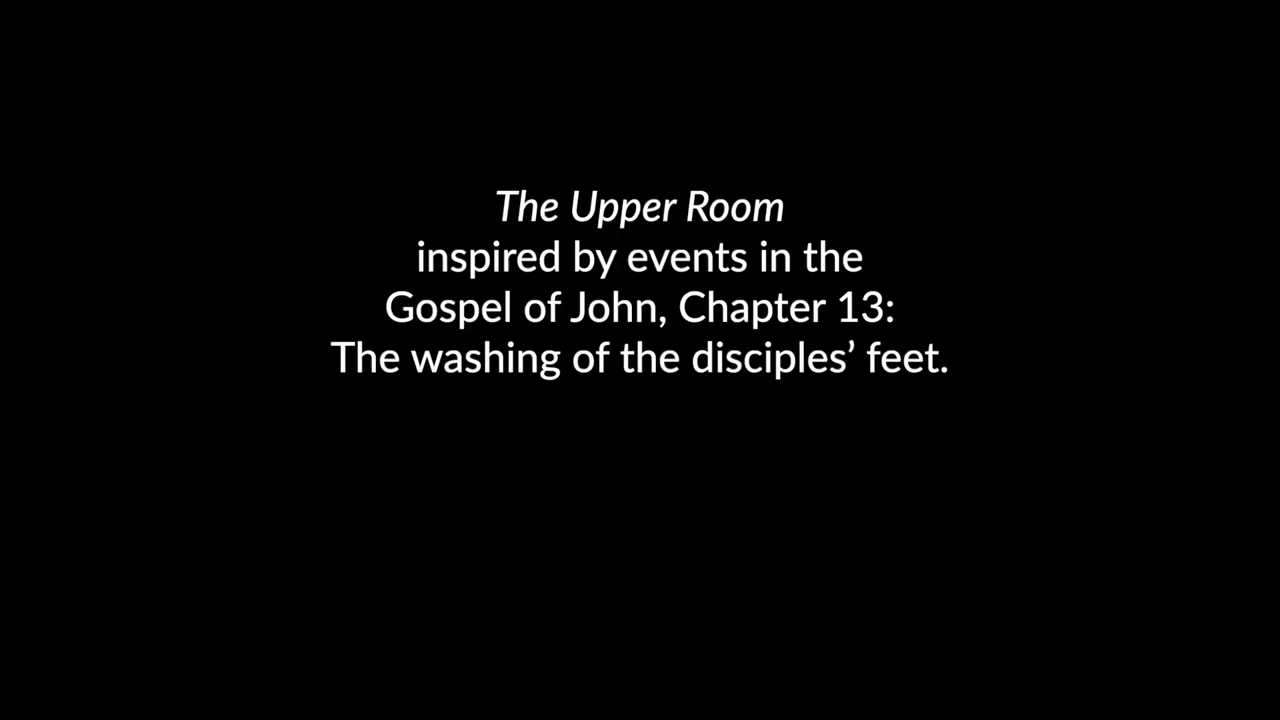 The Upper Room
inspired by events in the
Gospel of John, Chapter 13:
The washing of the disciples’ feet.